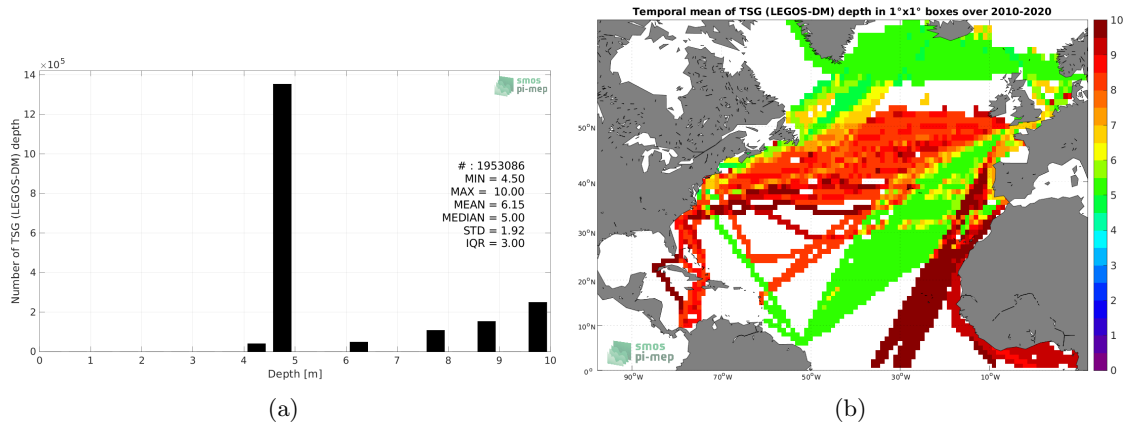 ×10⁵
14
12
10
8
6
4
2
0
Number of TSG (LEGOS-DM) depth
smos
pi-mep
# : 1953086
MIN = 4.50
MAX = 10.00
MEAN = 6.15
MEDIAN = 5.00
STD = 1.92
IQR = 3.00
0 1 2 3 4 5 6 7 8 9 10
Depth [m]
(a)
Temporal mean of TSG (LEGOS-DM) depth in 1°x1° boxes over 2010-2020
50°N
40°N
30°N
20°N
10°N
0°
90°W 70°W 50°W 30°W 10°W
smos
pi-mep
10
9
8
7
6
5
4
3
2
1
0
(b)